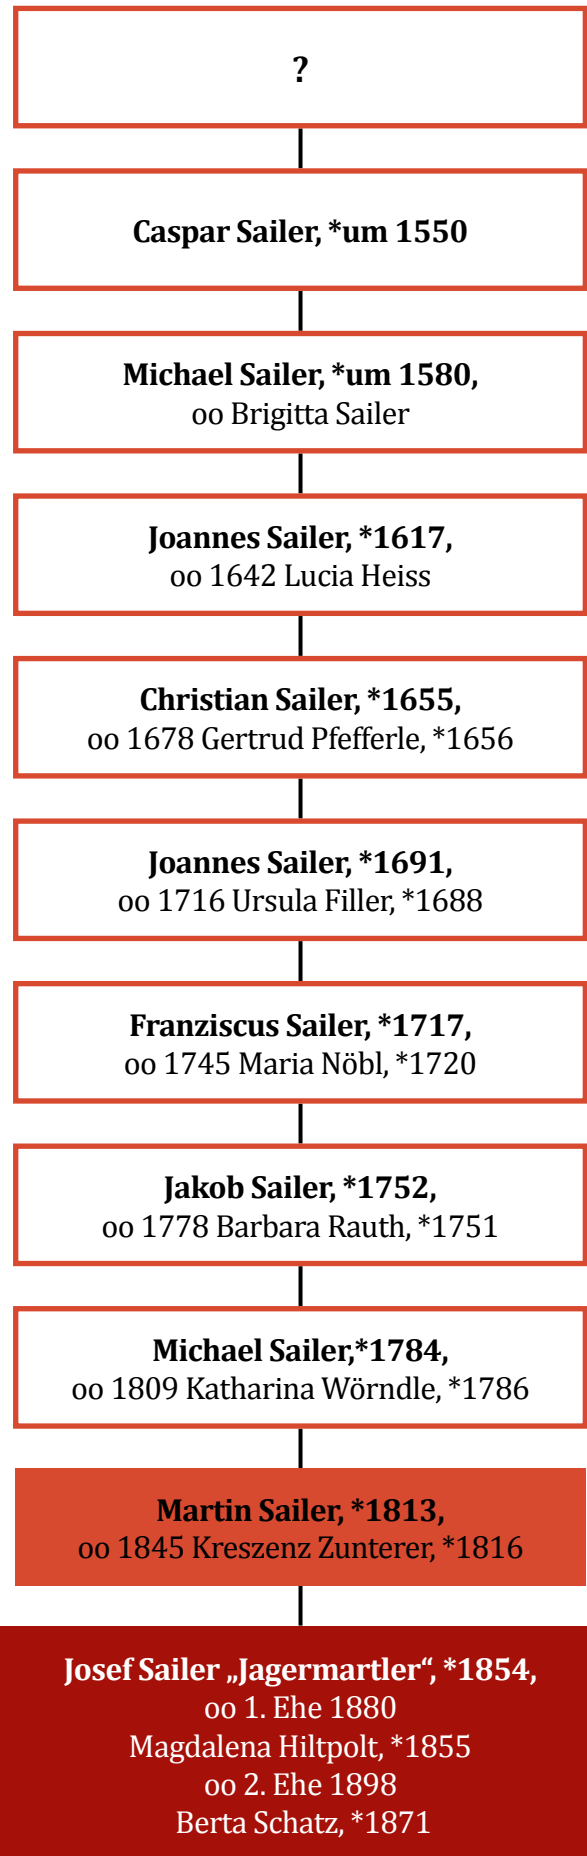 ?
Caspar Sailer, *um 1550
Michael Sailer, *um 1580,
oo Brigitta Sailer
Joannes Sailer, *1617,
oo 1642 Lucia Heiss
Christian Sailer, *1655,
oo 1678 Gertrud Pfefferle, *1656
Joannes Sailer, *1691,
oo 1716 Ursula Filler, *1688
Franziscus Sailer, *1717,
oo 1745 Maria Nöbl, *1720
Jakob Sailer, *1752,
oo 1778 Barbara Rauth, *1751
Michael Sailer,*1784,
oo 1809 Katharina Wörndle, *1786
Martin Sailer, *1813,
oo 1845 Kreszenz Zunterer, *1816
Josef Sailer „Jagermartler“, *1854,
oo 1. Ehe 1880
Magdalena Hiltpolt, *1855
oo 2. Ehe 1898
Berta Schatz, *1871